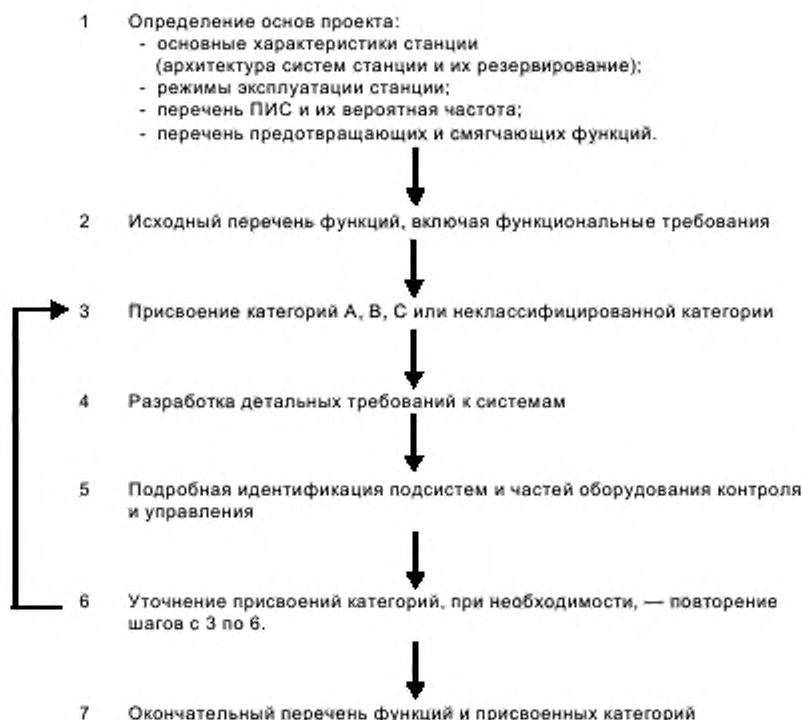 1 Определение основ проекта:
- основные характеристики станции
(архитектура систем станции и их резервирование);
- режимы эксплуатации станции;
- перечень ПИС и их вероятная частота;
- перечень предотвращающих и смягчающих функций.
2 Исходный перечень функций, включая функциональные требования
3 Присвоение категорий А, В, С или неклассифицированной категории
4 Разработка детальных требований к системам
5 Подробная идентификация подсистем и частей оборудования контроля
и управления
6 Уточнение присвоений категорий, при необходимости, — повторение
шагов с 3 по 6.
7 Окончательный перечень функций и присвоенных категорий